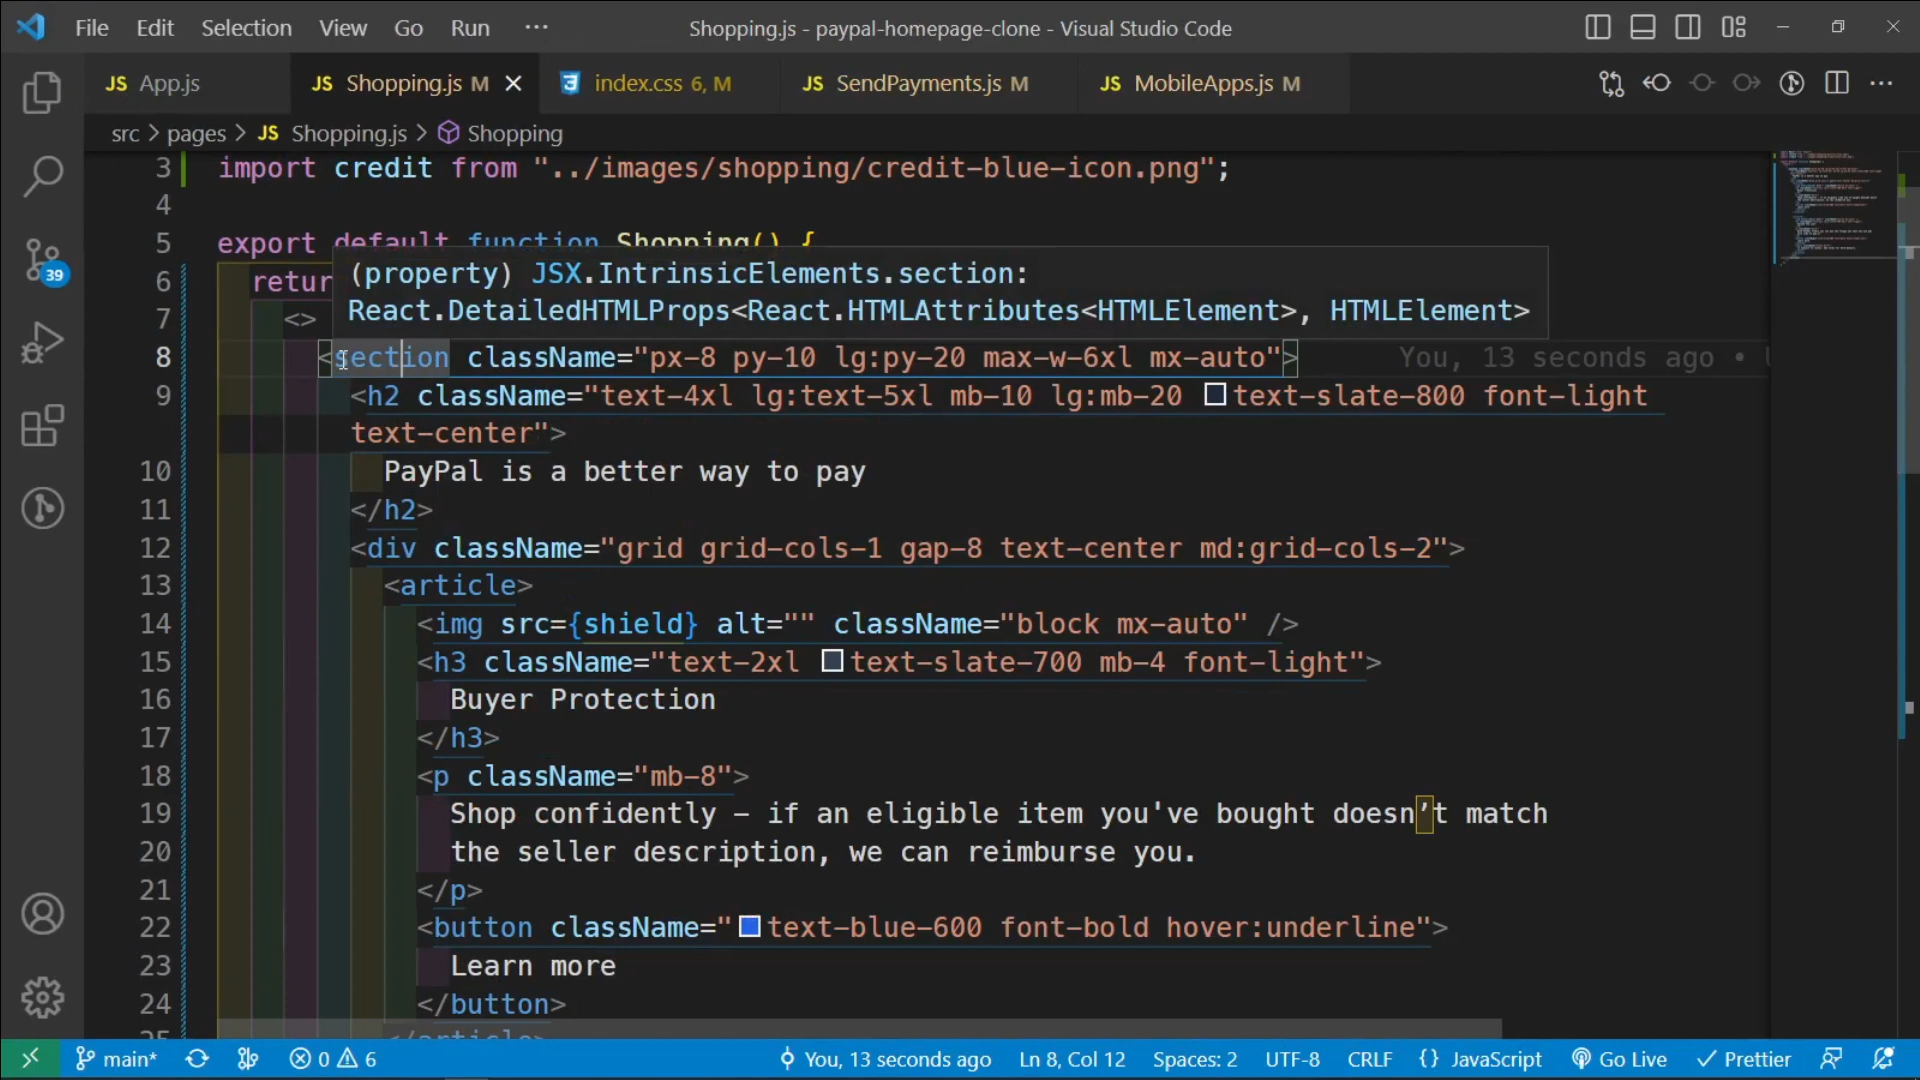 File Edit Selection View Go Run ··· Shopping.js - paypal-homepage-clone - Visual Studio Code
JS App.js JS Shopping.js M index.css 6, M JS SendPayments.js M JS MobileApps.js M
src > pages > JS Shopping.js > Shopping
3 import credit from "../images/shopping/credit-blue-icon.png";
4
5 export default function Shopping() {
6 retur
(property) JSX.IntrinsicElements.section:
React.DetailedHTMLProps<React.HTMLAttributes<HTMLElement>, HTMLElement>
7 <>
8 <section className="px-8 py-10 lg:py-20 max-w-6xl mx-auto"> You, 13 seconds ago •
9 <h2 className="text-4xl lg:text-5xl mb-10 lg:mb-20 text-slate-800 font-light
text-center">
10 PayPal is a better way to pay
11 </h2>
12 <div className="grid grid-cols-1 gap-8 text-center md:grid-cols-2">
13 <article>
14 <img src={shield} alt="" className="block mx-auto" />
15 <h3 className="text-2xl text-slate-700 mb-4 font-light">
16 Buyer Protection
17 </h3>
18 <p className="mb-8">
19 Shop confidently – if an eligible item you've bought doesn’t match
20 the seller description, we can reimburse you.
21 </p>
22 <button className="text-blue-600 font-bold hover:underline">
23 Learn more
24 </button>
25 </article>
39
main* 0 6 You, 13 seconds ago Ln 8, Col 12 Spaces: 2 UTF-8 CRLF {} JavaScript Go Live Prettier